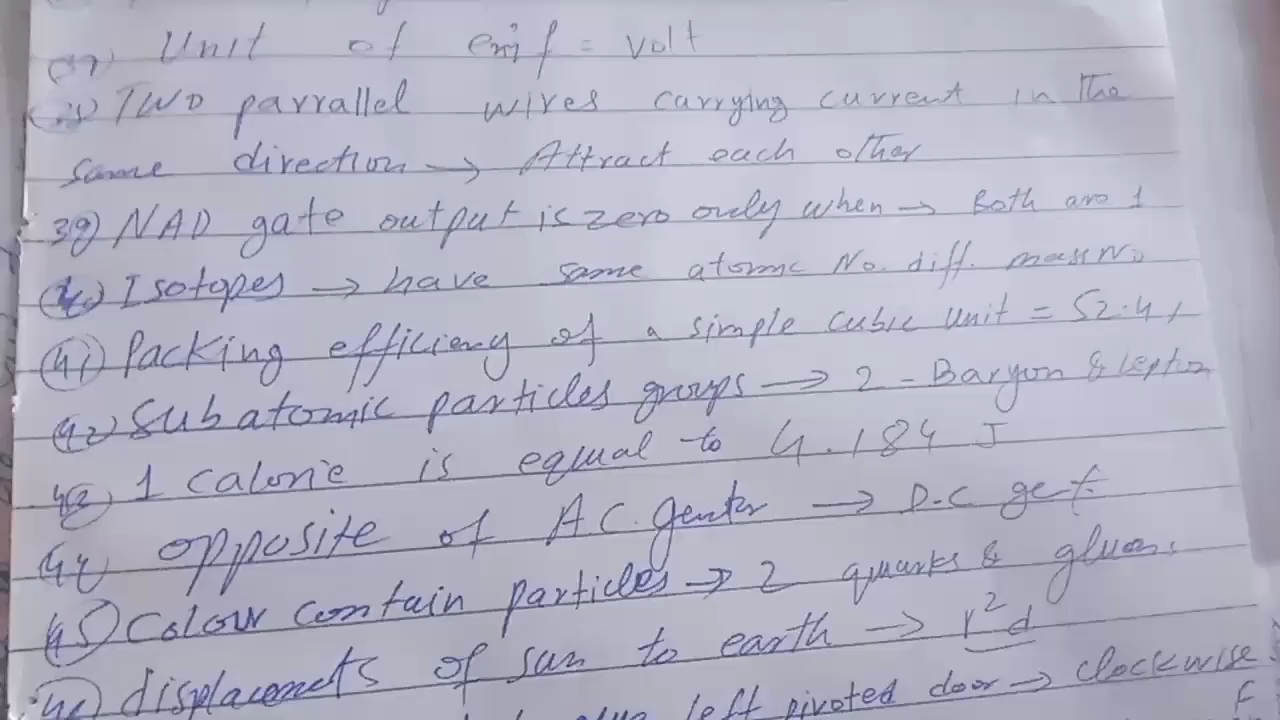 37) Unit of emf = volt
38) TWO parrallel wires carrying current in the
same direction → Attract each other
39) NAD gate output is zero only when → Both are 1
40) Isotopes → have same atomic No. diff. mass No
41) Packing efficieny of a simple cubic unit = 52.4%
42) Subatomic particles groups → 2 - Baryon & lepton
43) 1 calorie is equal to 4.184 J
44) opposite of A.C. → D.C
45) Colour contain particles → 2 quarks & gluons
46) displacements of sun to earth → r²d
left pivoted door → clockwise